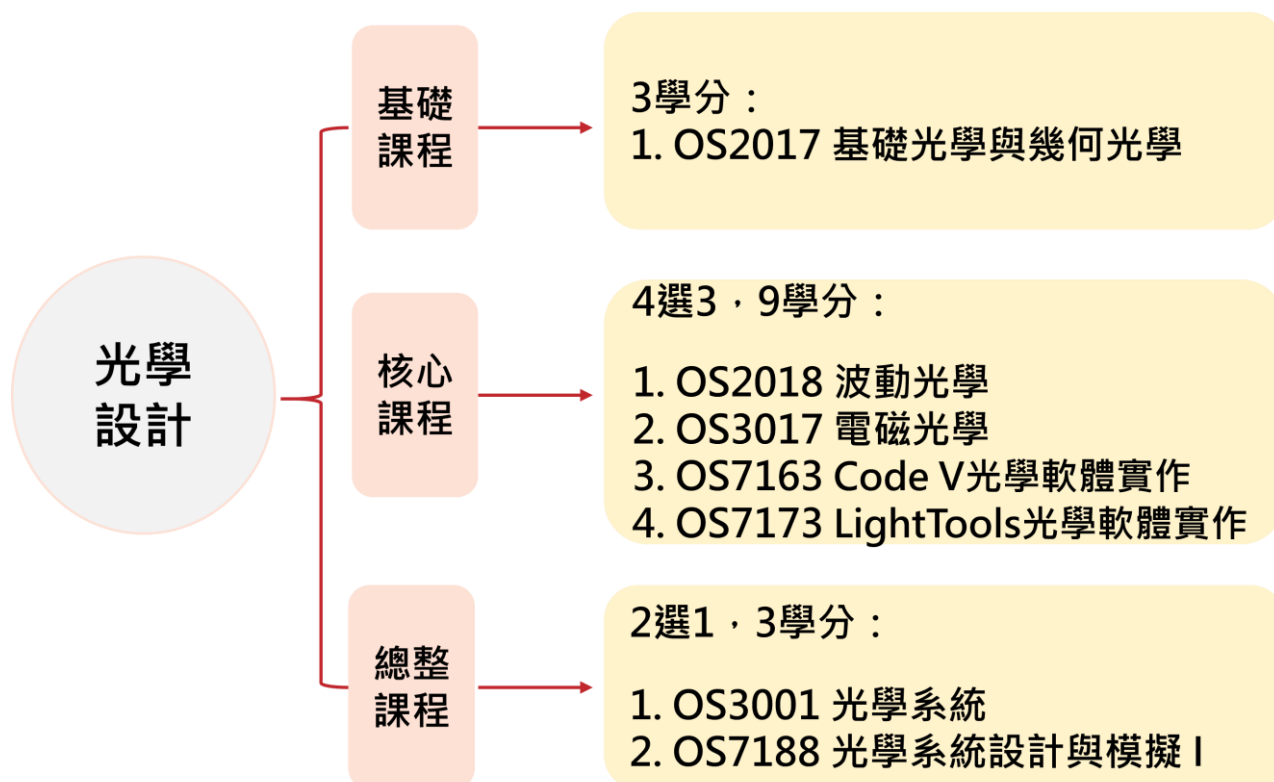 光學
設計
基礎
課程
3學分：
1. OS2017 基礎光學與幾何光學
核心
課程
4選3，9學分：
1. OS2018 波動光學
2. OS3017 電磁光學
3. OS7163 Code V光學軟體實作
4. OS7173 LightTools光學軟體實作
總整
課程
2選1，3學分：
1. OS3001 光學系統
2. OS7188 光學系統設計與模擬 I